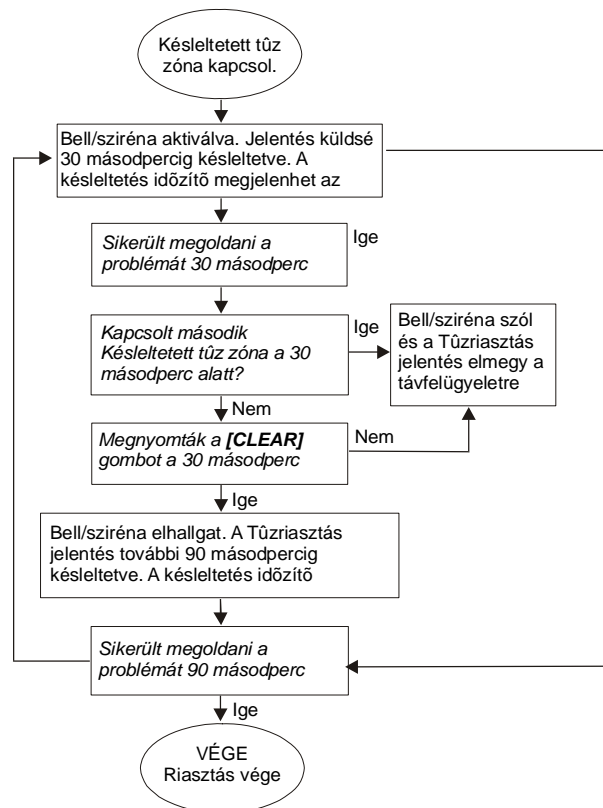 Késleltetett tûz
zóna kapcsol.
Bell/sziréna aktiválva. Jelentés küldsé
30 másodpercig késleltetve. A
késleltetés idõzítõ megjelenhet az
Sikerült megoldani a
problémát 30 másodperc
Ige
Kapcsolt második
Késleltetett tûz zóna a 30
másodperc alatt?
Ige
Bell/sziréna szól
és a Tûzriasztás
jelentés elmegy a
távfelügyeletre
Nem
Megnyomták a [CLEAR]
gombot a 30 másodperc
Nem
Ige
Bell/sziréna elhallgat. A Tûzriasztás
jelentés további 90 másodpercig
késleltetve. A késleltetés idõzítõ
Sikerült megoldani a
problémát 90 másodperc
Ige
VÉGE
Riasztás vége